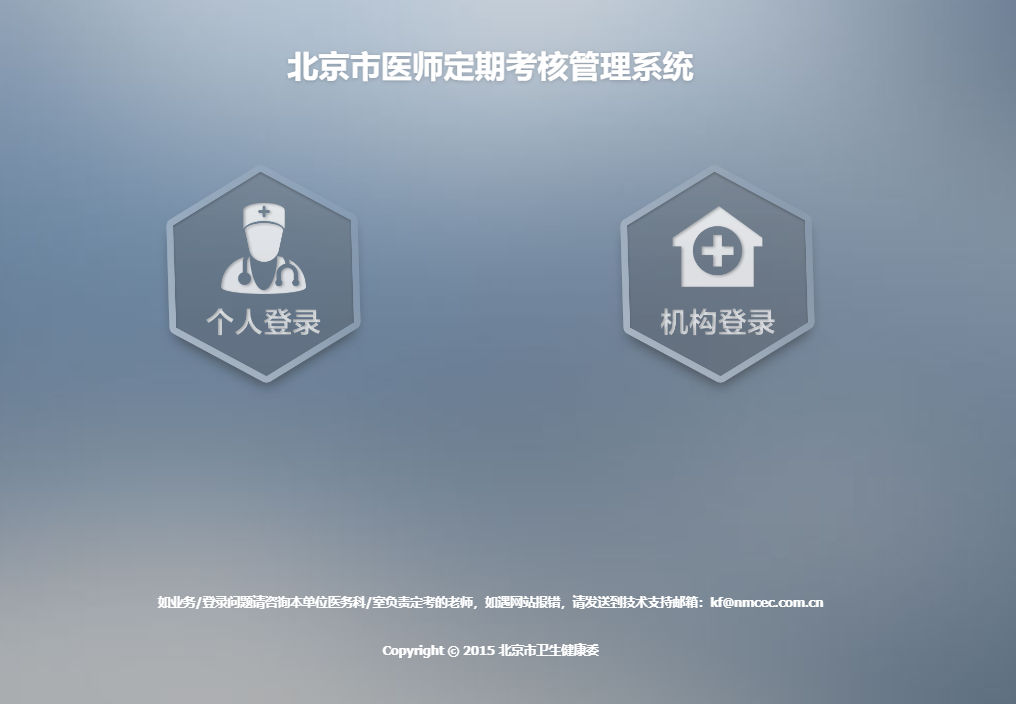 北京市医师定期考核管理系统
个人登录
机构登录
如业务/登录问题请咨询本单位医务科/室负责定考的老师，如遇网站报错，请发送到技术支持邮箱：kf@nmcec.com.cn
Copyright © 2015 北京市卫生健康委